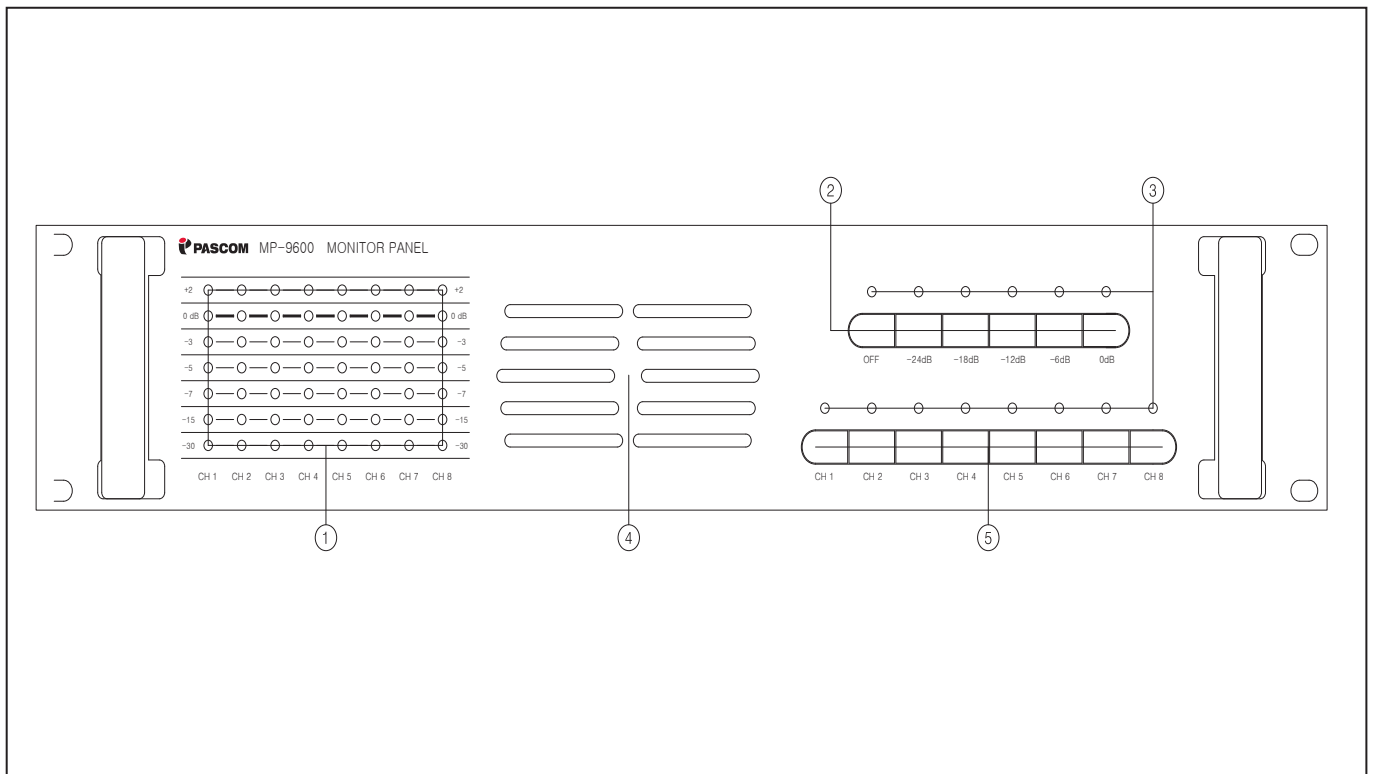 2 3
PASCOM MP-9600 MONITOR PANEL
+2 +2
0 dB 0 dB
-3 -3
-5 -5
-7 -7
-15 -15
-30 -30
CH 1 CH 2 CH 3 CH 4 CH 5 CH 6 CH 7 CH 8
OFF -24dB -18dB -12dB -6dB 0dB
CH 1 CH 2 CH 3 CH 4 CH 5 CH 6 CH 7 CH 8
1 4 5